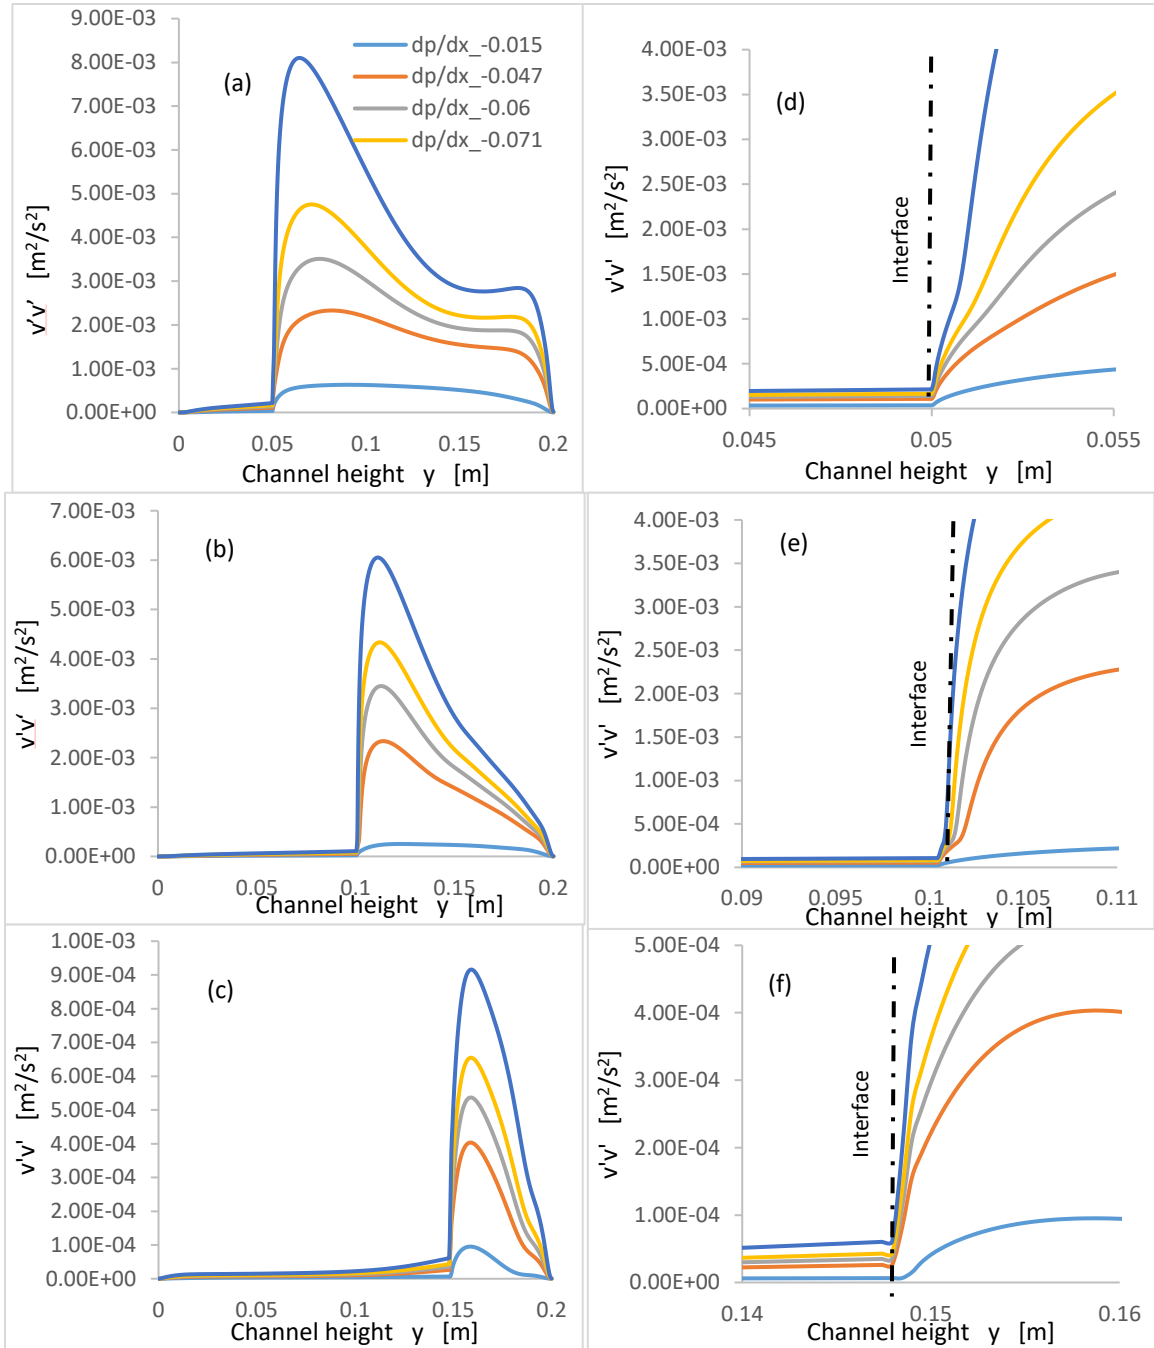 9.00E-03
8.00E-03
7.00E-03
6.00E-03
5.00E-03
4.00E-03
3.00E-03
2.00E-03
1.00E-03
0.00E+00
v'v' [m2/s2]
(a)
dp/dx_-0.015
dp/dx_-0.047
dp/dx_-0.06
dp/dx_-0.071
0 0.05 0.1 0.15 0.2
Channel height y [m]
4.00E-03
3.50E-03
3.00E-03
2.50E-03
2.00E-03
1.50E-03
1.00E-03
5.00E-04
0.00E+00
v'v' [m2/s2]
(d)
Interface
0.045 0.05 0.055
Channel height y [m]
7.00E-03
6.00E-03
5.00E-03
4.00E-03
3.00E-03
2.00E-03
1.00E-03
0.00E+00
v'v' [m2/s2]
(b)
0 0.05 0.1 0.15 0.2
Channel height y [m]
4.00E-03
3.50E-03
3.00E-03
2.50E-03
2.00E-03
1.50E-03
1.00E-03
5.00E-04
0.00E+00
v'v' [m2/s2]
(e)
Interface
0.09 0.095 0.1 0.105 0.11
Channel height y [m]
1.00E-03
9.00E-04
8.00E-04
7.00E-04
6.00E-04
5.00E-04
4.00E-04
3.00E-04
2.00E-04
1.00E-04
0.00E+00
v'v' [m2/s2]
(c)
0 0.05 0.1 0.15 0.2
Channel height y [m]
5.00E-04
4.00E-04
3.00E-04
2.00E-04
1.00E-04
0.00E+00
v'v' [m2/s2]
(f)
Interface
0.14 0.15 0.16
Channel height y [m]